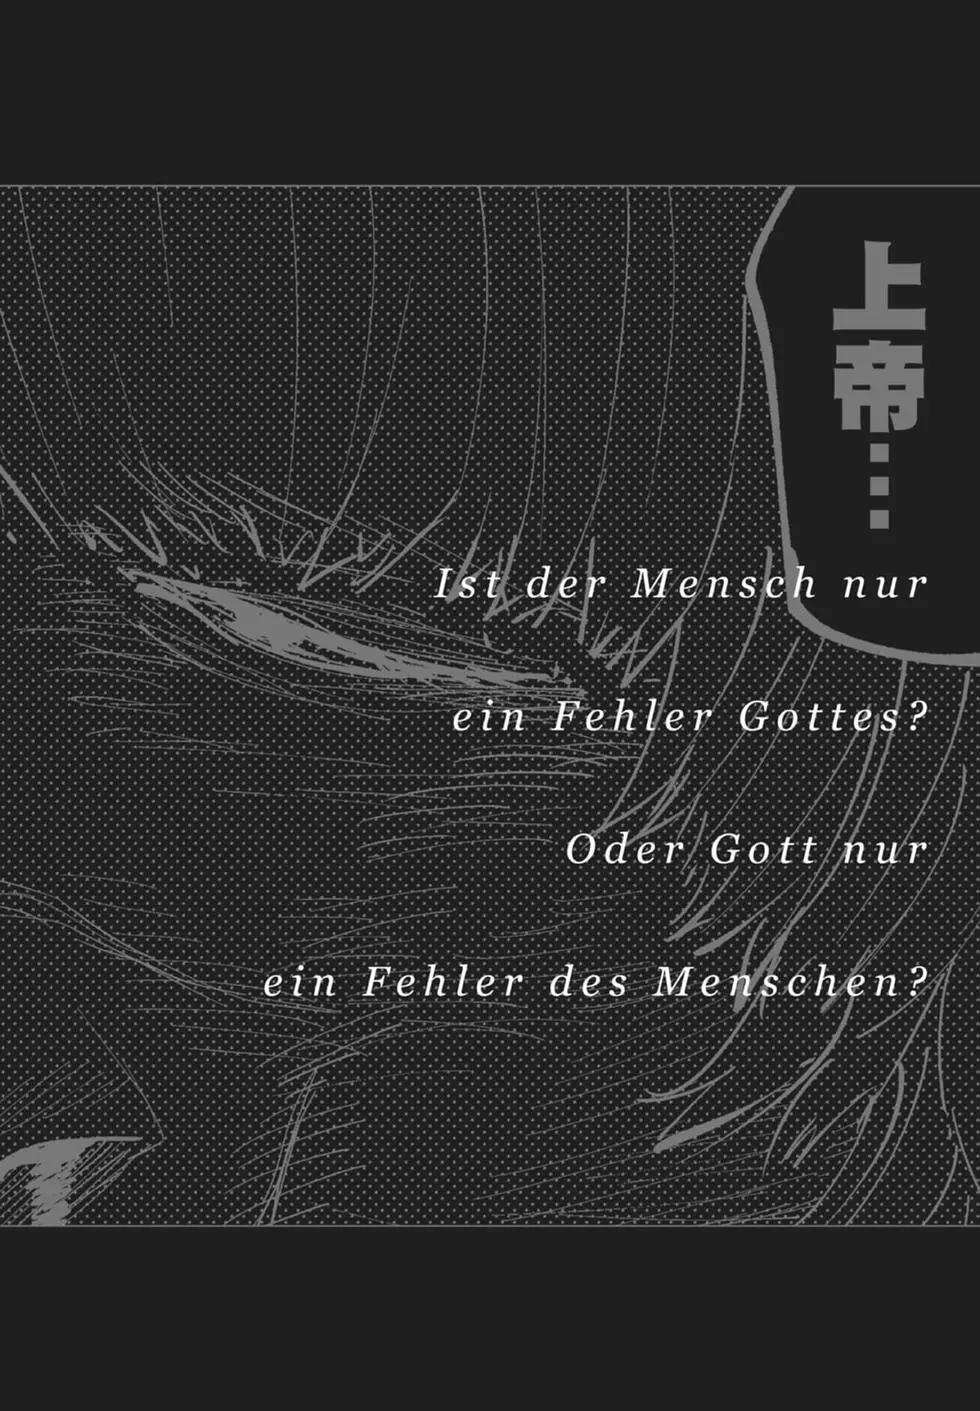 上帝⋯
Ist der Mensch nur
ein Fehler Gottes?
Oder Gott nur
ein Fehler des Menschen?